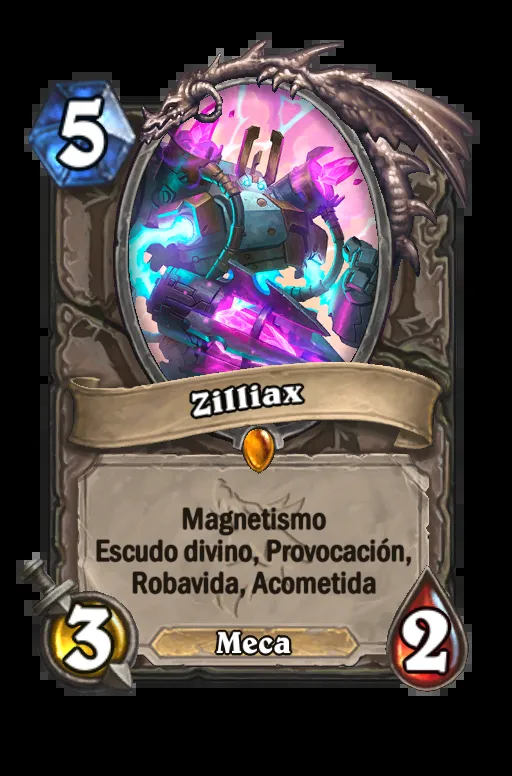 5
Zilliax
Magnetismo
Escudo divino, Provocación,
Robavida, Acometida
3
Meca
2